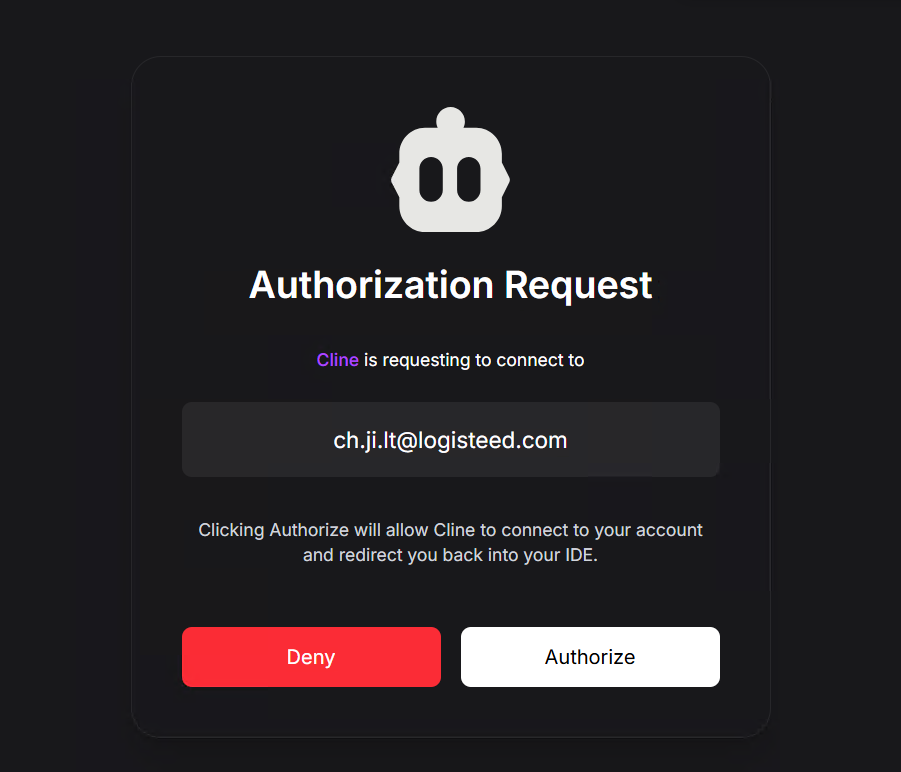 Authorization Request
Cline is requesting to connect to
ch.ji.lt@logisteed.com
Clicking Authorize will allow Cline to connect to your account
and redirect you back into your IDE.
Deny
Authorize